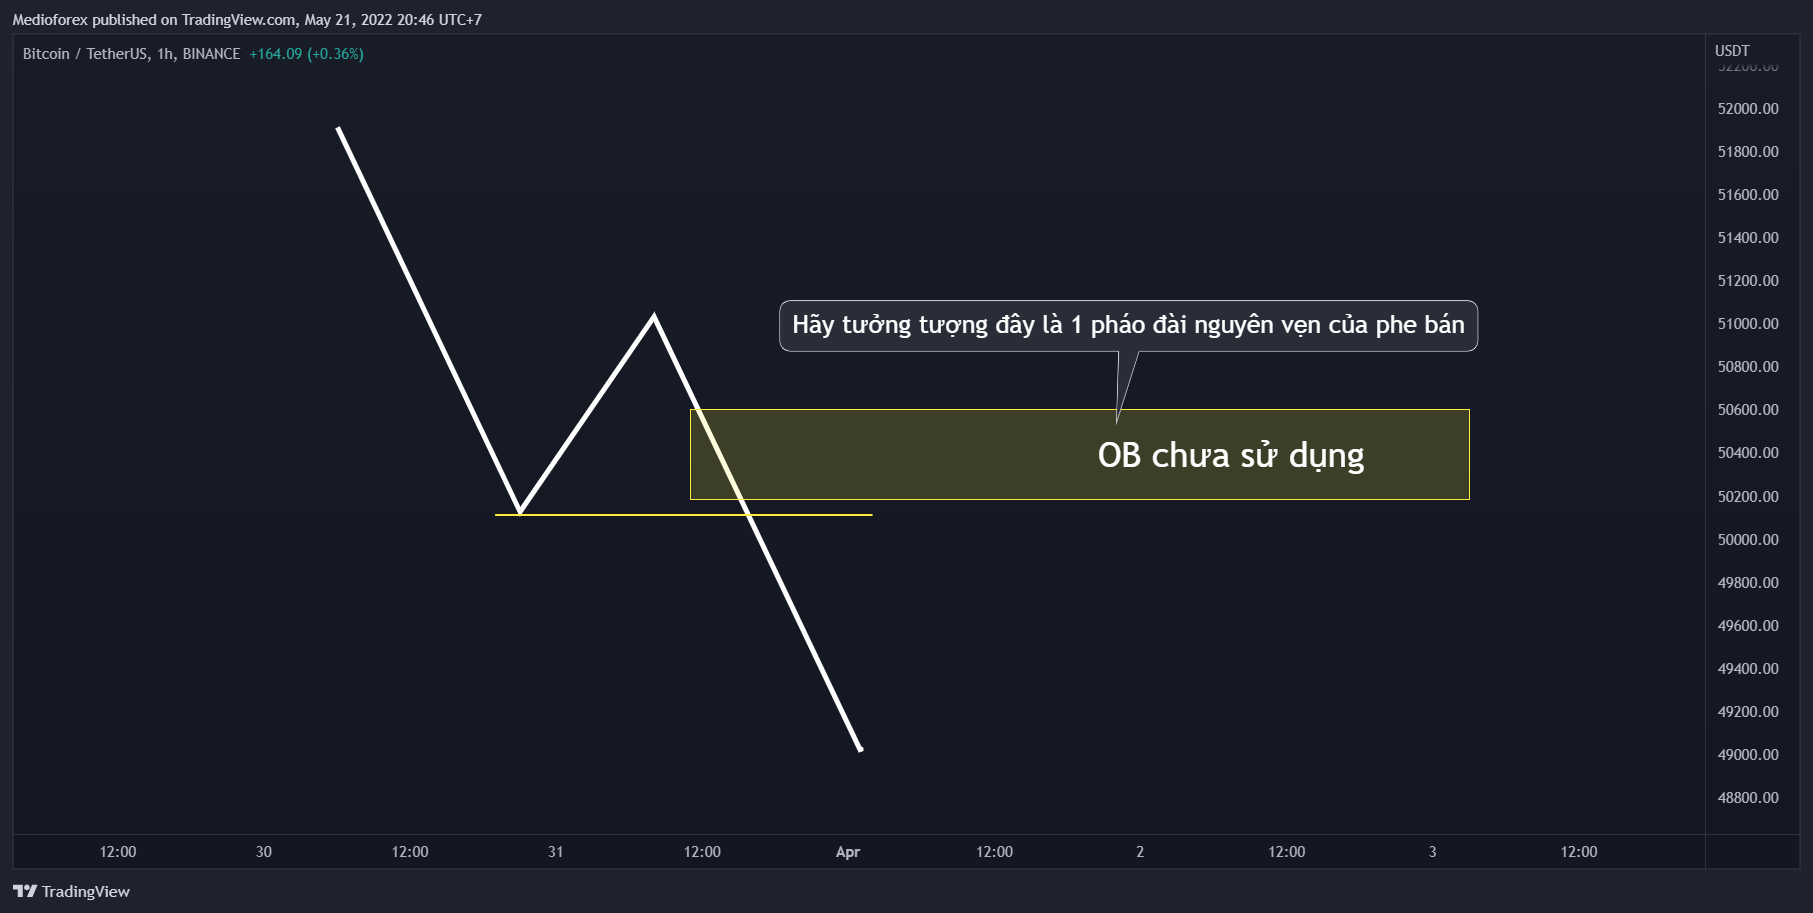 Medioforex published on TradingView.com, May 21, 2022 20:46 UTC+7
Bitcoin / TetherUS, 1h, BINANCE +164.09 (+0.36%)
USDT
52200.00
52000.00
51800.00
51600.00
51400.00
51200.00
51000.00
50800.00
50600.00
50400.00
50200.00
50000.00
49800.00
49600.00
49400.00
49200.00
49000.00
48800.00
Hãy tưởng tượng đây là 1 pháo đài nguyên vẹn của phe bán
OB chưa sử dụng
12:00 30 12:00 31 12:00 Apr 12:00 2 12:00 3 12:00
TradingView